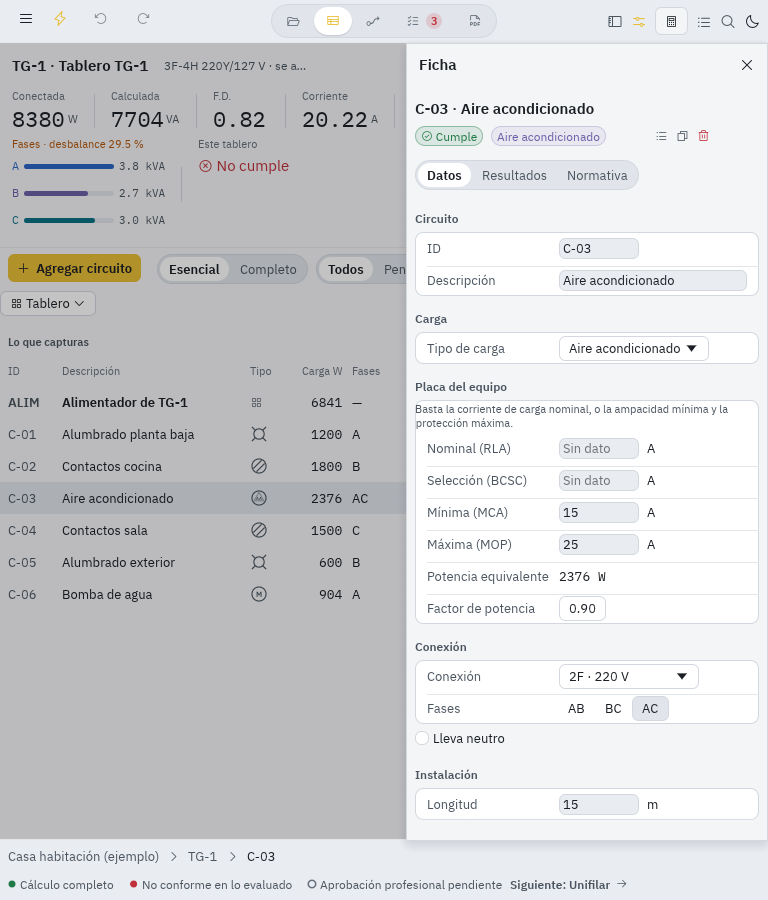 3
PDF
TG-1 · Tablero TG-1 3F-4H 220Y/127 V · se a...
Conectada Calculada F.D. Corriente
8380 W 7704 VA 0.82 20.22 A
Fases · desbalance 29.5 % Este tablero
A 3.8 kVA No cumple
B 2.7 kVA
C 3.0 kVA
+ Agregar circuito Esencial Completo Todos Pen
Tablero
Lo que capturas
ID Descripción Tipo Carga W Fases
ALIM Alimentador de TG-1 6841 —
C-01 Alumbrado planta baja 1200 A
C-02 Contactos cocina 1800 B
C-03 Aire acondicionado 2376 AC
C-04 Contactos sala 1500 C
C-05 Alumbrado exterior 600 B
C-06 Bomba de agua M 904 A
Ficha
C-03 · Aire acondicionado
Cumple Aire acondicionado
Datos Resultados Normativa
Circuito
ID C-03
Descripción Aire acondicionado
Carga
Tipo de carga Aire acondicionado
Placa del equipo
Basta la corriente de carga nominal, o la ampacidad mínima y la
protección máxima.
Nominal (RLA) Sin dato A
Selección (BCSC) Sin dato A
Mínima (MCA) 15 A
Máxima (MOP) 25 A
Potencia equivalente 2376 W
Factor de potencia 0.90
Conexión
Conexión 2F · 220 V
Fases AB BC AC
Lleva neutro
Instalación
Longitud 15 m
Casa habitación (ejemplo) TG-1 C-03
Cálculo completo No conforme en lo evaluado Aprobación profesional pendiente Siguiente: Unifilar →